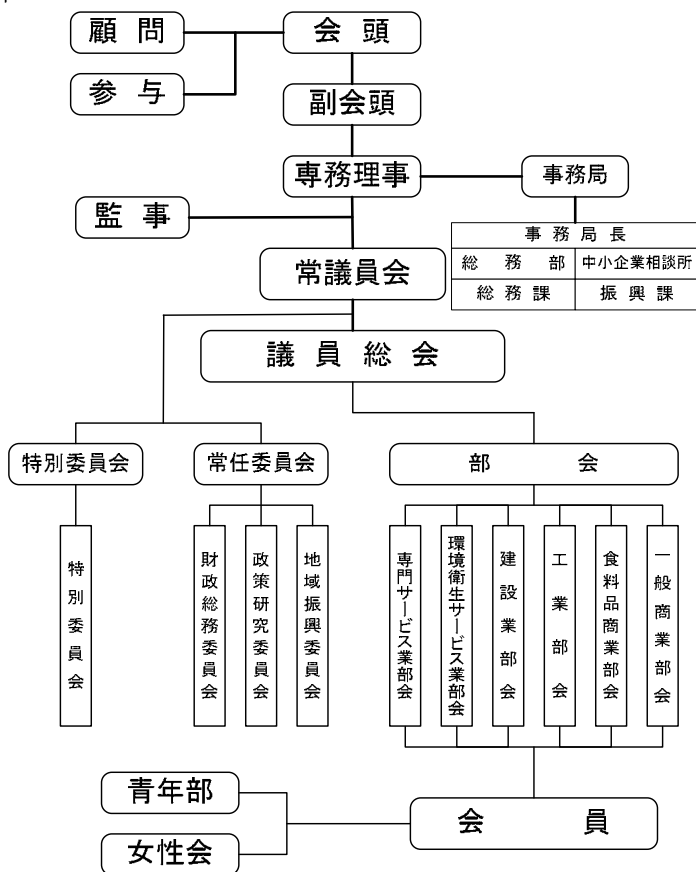 顧問
会頭
参与
副会頭
専務理事
事務局
監事
事務局長
総務部
中小企業相談所
総務課
振興課
常議員会
議員総会
特別委員会
常任委員会
部会
特別委員会
財政総務委員会
政策研究委員会
地域振興委員会
専門サービス業部会
環境衛生サービス業部会
建設業部会
工業部会
食料品商業部会
一般商業部会
青年部
女性会
会員